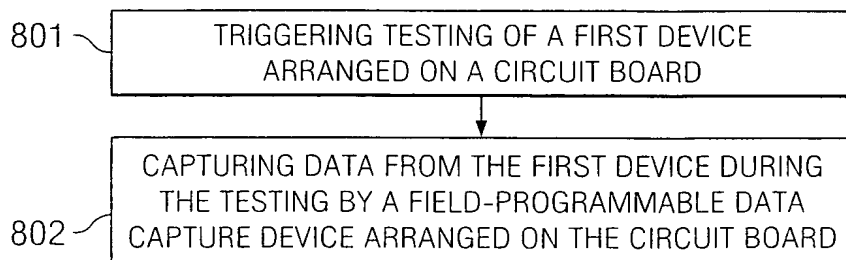 801
TRIGGERING TESTING OF A FIRST DEVICE
ARRANGED ON A CIRCUIT BOARD
802
CAPTURING DATA FROM THE FIRST DEVICE DURING
THE TESTING BY A FIELD-PROGRAMMABLE DATA
CAPTURE DEVICE ARRANGED ON THE CIRCUIT BOARD